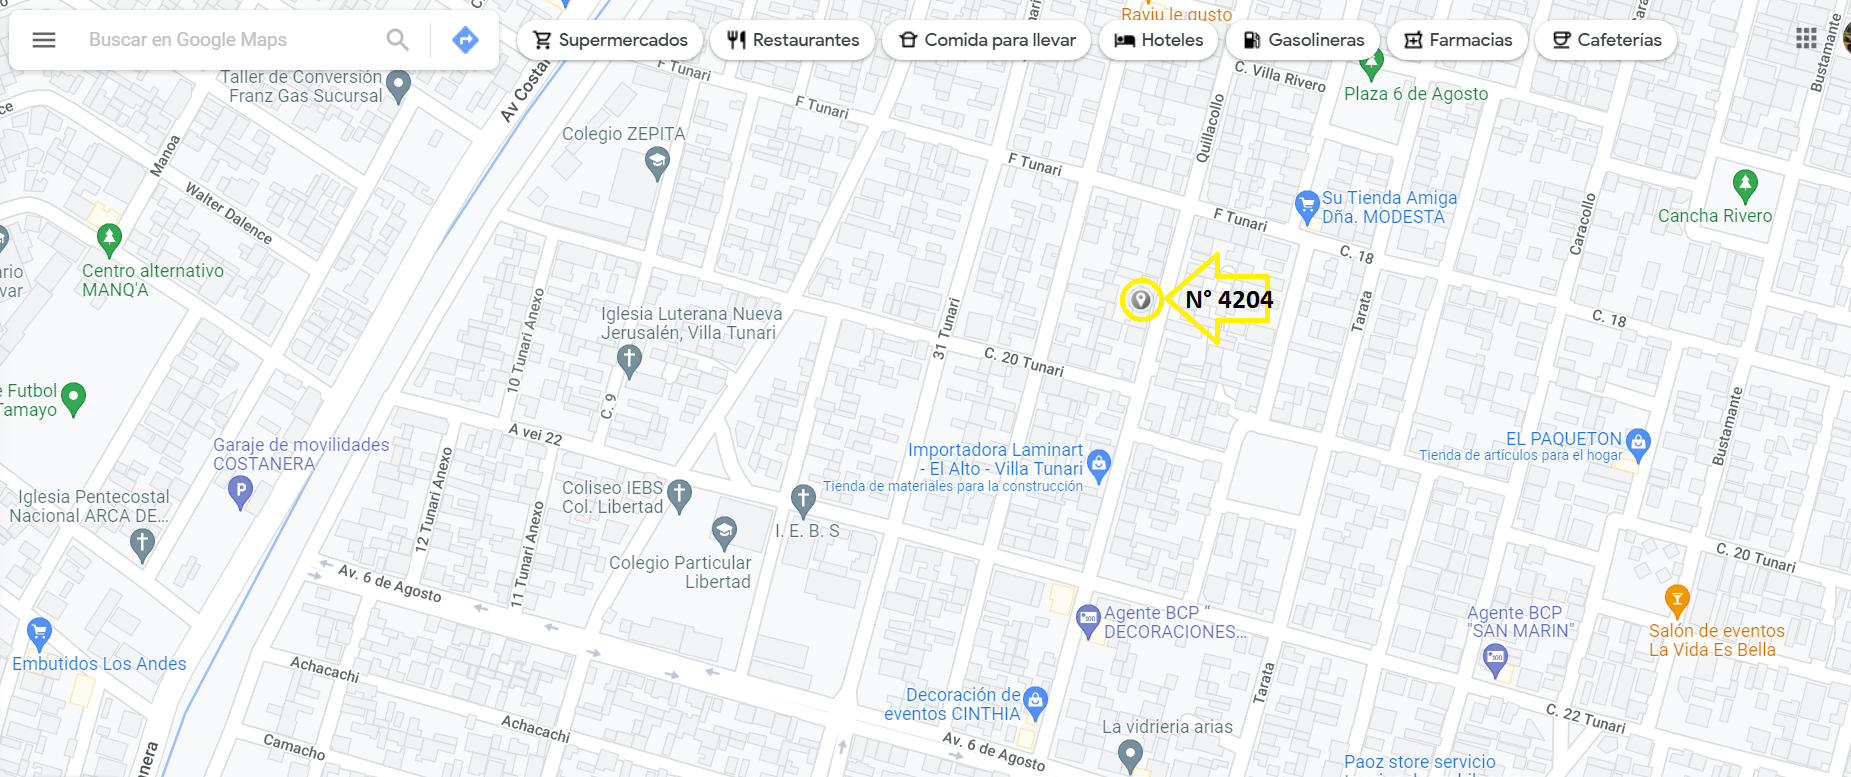 Raviju le gusto
Buscar en Google Maps
Supermercados
Restaurantes
Comida para llevar
Hoteles
Gasolineras
Farmacias
Cafeterías
Bustamante
Taller de Conversión
Franz Gas Sucursal
Av Costan
F Tunari
F Tunari
C. Villa Rivero
Plaza 6 de Agosto
Colegio ZEPITA
Manoa
Quillacollo
F Tunari
Walter Dalence
Su Tienda Amiga
Dña. MODESTA
F Tunari
Caracollo
Cancha Rivero
C. 18
Centro alternativo
MANQ'A
ario
var
N° 4204
10 Tunari Anexo
Iglesia Luterana Nueva
Jerusalén, Villa Tunari
31 Tunari
Tarata
C. 18
C. 20 Tunari
e Futbol
Tamayo
C. 9
Bustamante
A vei 22
Garaje de movilidades
COSTANERA
Importadora Laminart
- El Alto - Villa Tunari
Tienda de materiales para la construcción
EL PAQUETON
Tienda de artículos para el hogar
Iglesia Pentecostal
Nacional ARCA DE...
12 Tunari Anexo
Coliseo IEBS
Col. Libertad
I. E. B. S
11 Tunari Anexo
Colegio Particular
Libertad
C. 20 Tunari
Av. 6 de Agosto
Agente BCP “
DECORACIONES...
Agente BCP
"SAN MARIN"
Salón de eventos
La Vida Es Bella
Embutidos Los Andes
Achacachi
Tarata
Decoración de
eventos CINTHIA
C. 22 Tunari
Achacachi
La vidrieria arias
Camacho
anera
Av. 6 de Agosto
Paoz store servicio